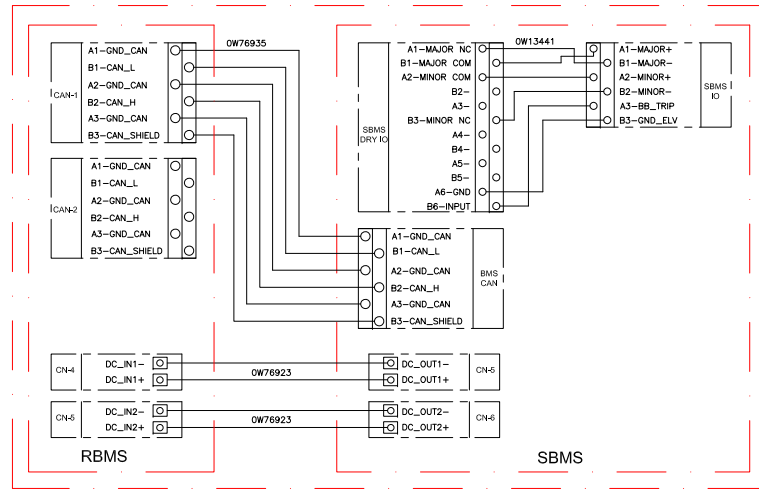 0W76935
0W13441
CAN-1
A1-GND_CAN
B1-CAN_L
A2-GND_CAN
B2-CAN_H
A3-GND_CAN
B3-CAN_SHIELD
CAN-2
A1-GND_CAN
B1-CAN_L
A2-GND_CAN
B2-CAN_H
A3-GND_CAN
B3-CAN_SHIELD
SBMS
DRY IO
A1-MAJOR NC
B1-MAJOR COM
A2-MINOR COM
B2-
A3-
B3-MINOR NC
A4-
B4-
A5-
B5-
A6-GND
B6-INPUT
A1-MAJOR+
B1-MAJOR-
A2-MINOR+
B2-MINOR-
A3-BB_TRIP
B3-GND_ELV
SBMS
IO
A1-GND_CAN
B1-CAN_L
A2-GND_CAN
B2-CAN_H
A3-GND_CAN
B3-CAN_SHIELD
BMS
CAN
CN-4
DC_IN1-
DC_IN1+
0W76923
DC_OUT1-
DC_OUT1+
CN-5
CN-5
DC_IN2-
DC_IN2+
0W76923
DC_OUT2-
DC_OUT2+
CN-6
RBMS
SBMS